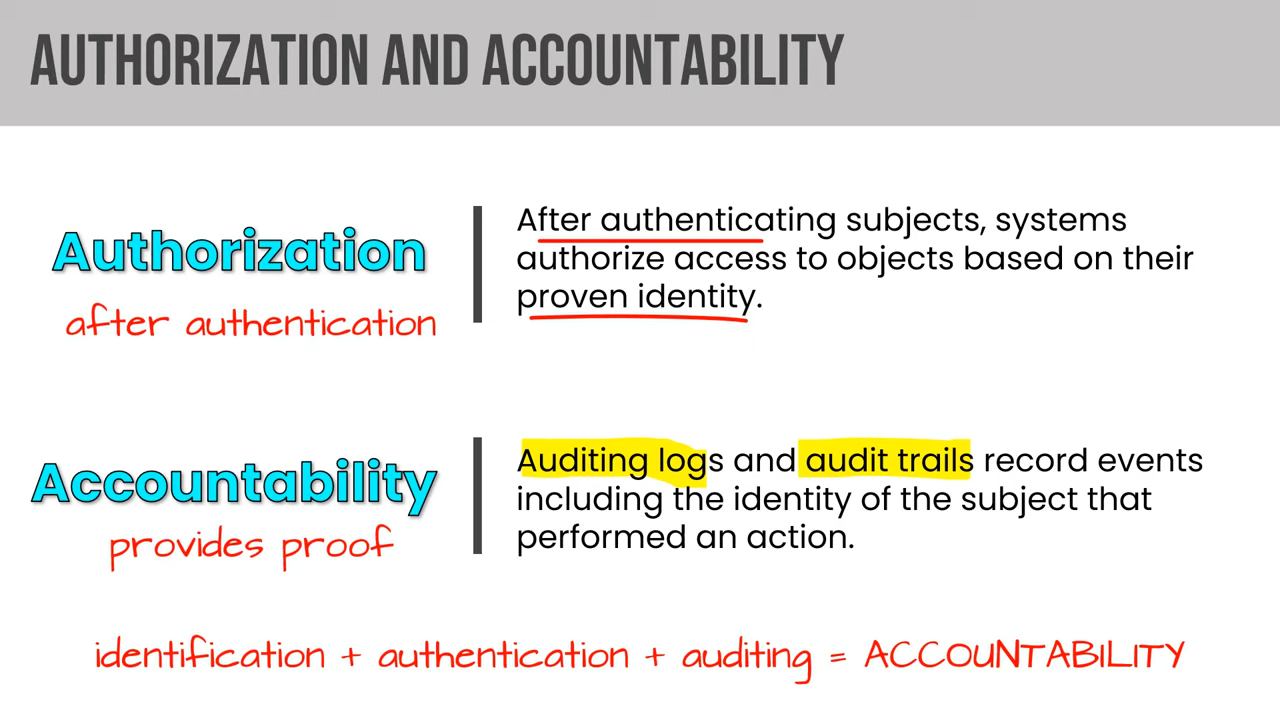 AUTHORIZATION AND ACCOUNTABILITY
Authorization
after authentication
After authenticating subjects, systems
authorize access to objects based on their
proven identity.
Accountability
provides proof
Auditing logs and audit trails record events
including the identity of the subject that
performed an action.
identification + authentication + auditing = ACCOUNTABILITY